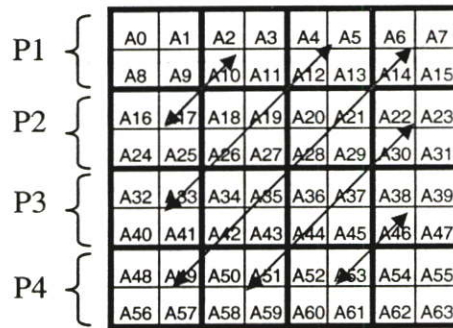 P1 A0 A1 A2 A3 A4 A5 A6 A7
A8 A9 A10 A11 A12 A13 A14 A15
P2 A16 A17 A18 A19 A20 A21 A22 A23
A24 A25 A26 A27 A28 A29 A30 A31
P3 A32 A33 A34 A35 A36 A37 A38 A39
A40 A41 A42 A43 A44 A45 A46 A47
P4 A48 A49 A50 A51 A52 A53 A54 A55
A56 A57 A58 A59 A60 A61 A62 A63